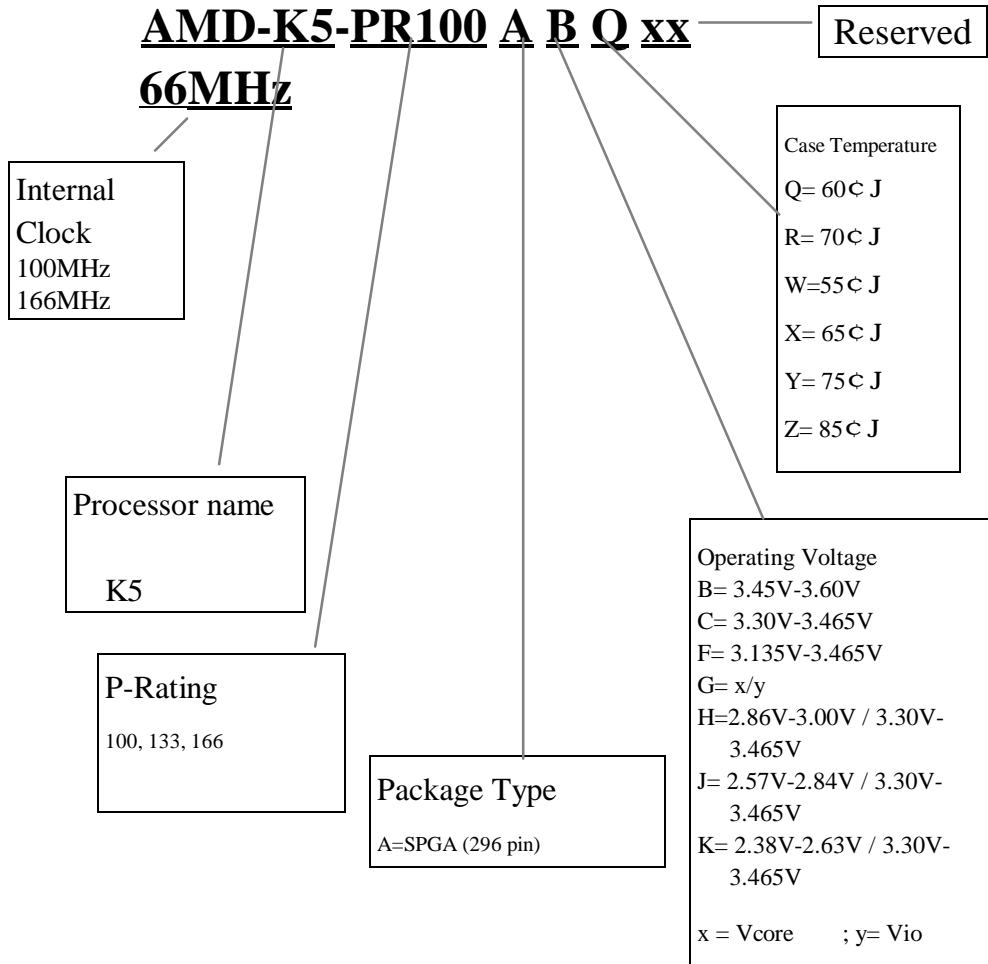 AMD-K5-PR100 A B Q xx
Reserved
66MHz
Case Temperature
Q= 60¢ J
R= 70¢ J
W=55¢ J
X= 65¢ J
Y= 75¢ J
Z= 85¢ J
Internal
Clock
100MHz
166MHz
Processor name
K5
P-Rating
100, 133, 166
Package Type
A=SPGA (296 pin)
Operating Voltage
B= 3.45V-3.60V
C= 3.30V-3.465V
F= 3.135V-3.465V
G= x/y
H=2.86V-3.00V / 3.30V-
3.465V
J= 2.57V-2.84V / 3.30V-
3.465V
K= 2.38V-2.63V / 3.30V-
3.465V
x = Vcore ; y= Vio